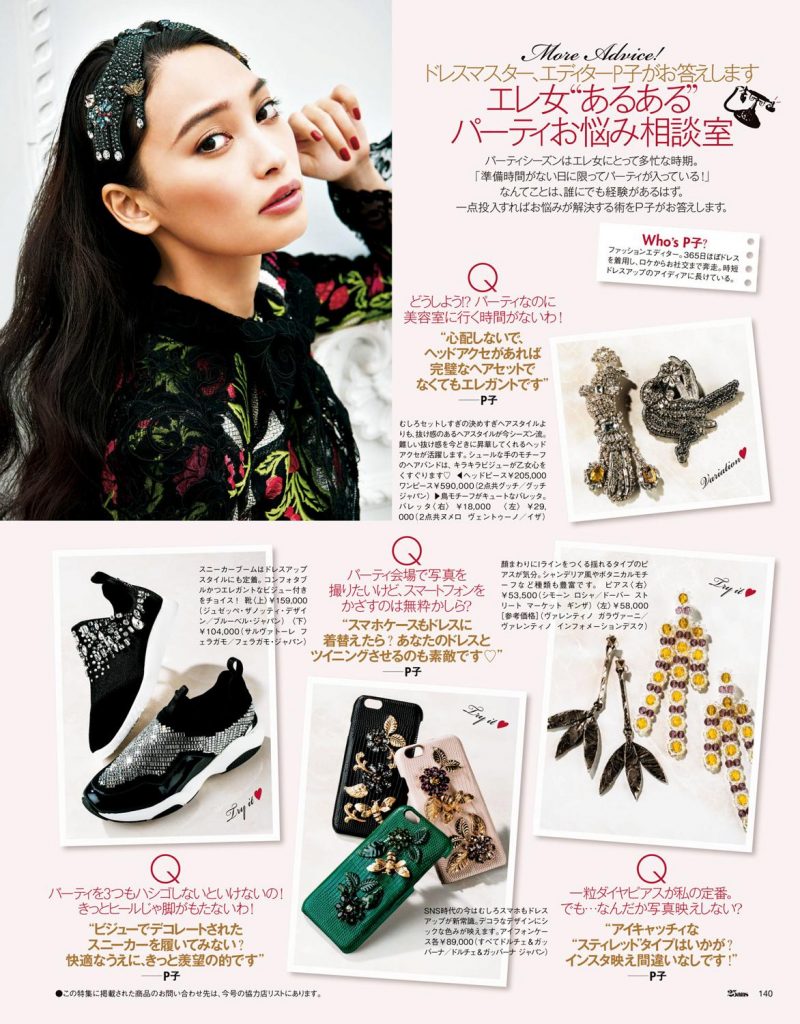 More Advice!
ドレスマスター、エディターP子がお答えします
エレ女“あるある”
パーティお悩み相談室
パーティシーズンはエレ女にとって多忙な時期。
「準備時間がない日に限ってパーティが入っている!」
なんてことは、誰にでも経験があるはず。
一点投入すればお悩みが解決する術をP子がお答えします。
Who's P子?
ファッションエディター。365日ほぼドレス
を着用し、ロケからお社交まで奔走。時短
ドレスアップのアイディアに長けている。
Q
どうしよう!? パーティなのに
美容室に行く時間がないわ!
“心配しないで、
ヘッドアクセがあれば
完璧なヘアセットで
なくてもエレガントです”
——P子
むしろセットしすぎの決めすぎヘアスタイル
よりも、抜け感のあるヘアスタイルが今シーズン流。
難しい抜け感を今どきに昇華してくれるヘッド
アクセが活躍します。シュールな手のモチーフ
のヘアバンドは、キラキラビジューが乙女心を
くすぐります♡ ◀ヘッドピース¥205,000
ワンピース¥590,000(2点共グッチ/グッチ
ジャパン) ▶鳥モチーフがキュートなバレッタ。
バレッタ〈右〉 ¥18,000 〈左〉 ¥29,
000(2点共ヌメロ ヴェントゥーノ/イザ)
Variation
スニーカーブームはドレスアップ
スタイルにも定着。コンフォタブ
ルかつエレガントなビジュー付き
をチョイス! 靴〈上〉¥159,000
(ジュゼッペ・ザノッティ・デザイ
ン/ブルーベル・ジャパン) 〈下〉
¥104,000(サルヴァトーレ フ
ェラガモ/フェラガモ・ジャパン)
Try it
Q
パーティ会場で写真を
撮りたいけど、スマートフォンを
かざすのは無粋かしら?
“スマホケースもドレスに
着替えたら? あなたのドレスと
ツイニングさせるのも素敵です♡”
——P子
Try it
顔まわりにIラインをつくる揺れるタイプのピ
アスが気分。シャンデリア風やボタニカルモチ
ーフなど種類も豊富です。ピアス〈右〉
¥53,500(シモーン ロシャ/ドーバー スト
リート マーケット ギンザ) 〈左〉¥58,000
[参考価格](ヴァレンティノ ガラヴァーニ/
ヴァレンティノ インフォメーションデスク)
Try it
Q
パーティを3つもハシゴしないといけないの!
きっとヒールじゃ脚がもたないわ!
“ビジューでデコレートされた
スニーカーを履いてみない?
快適なうえに、きっと羨望の的です”
——P子
SNS時代の今はむしろスマホもドレス
アップが新常識。デコラなデザインにシ
ックな色みが映えます。アイフォンケー
ス各¥89,000(すべてドルチェ&ガッ
バーナ/ドルチェ&ガッバーナ ジャパン)
Q
一粒ダイヤピアスが私の定番。
でも…なんだか写真映えしない?
“アイキャッチィな
“スティレッド”タイプはいかが?
インスタ映え間違いなしです!”
——P子
●この特集に掲載された商品のお問い合わせ先は、今号の協力店リストにあります。
25ans 140